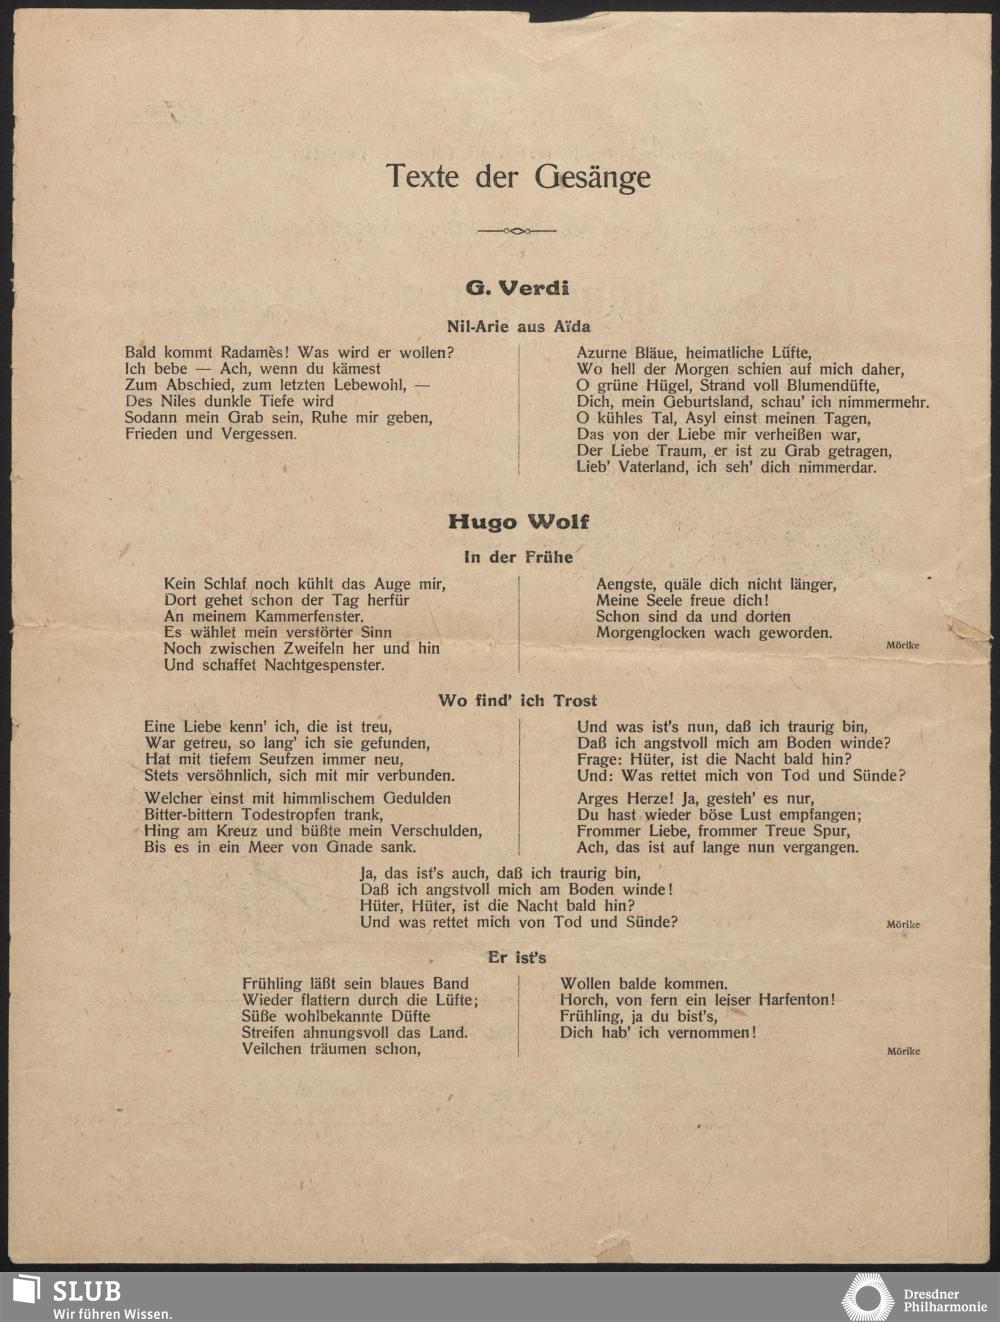 Texte der Gesänge
G. Verdi
Nil-Arie aus Aïda
Bald kommt Radamès! Was wird er wollen?
Ich bebe — Ach, wenn du kämest
Zum Abschied, zum letzten Lebewohl, —
Des Niles dunkle Tiefe wird
Sodann mein Grab sein, Ruhe mir geben,
Frieden und Vergessen.
Azurne Bläue, heimatliche Lüfte,
Wo hell der Morgen schien auf mich daher,
O grüne Hügel, Strand voll Blumendüfte,
Dich, mein Geburtsland, schau' ich nimmermehr.
O kühles Tal, Asyl einst meinen Tagen,
Das von der Liebe mir verheißen war,
Der Liebe Traum, er ist zu Grab getragen,
Lieb' Vaterland, ich seh' dich nimmerdar.
Hugo Wolf
In der Frühe
Kein Schlaf noch kühlt das Auge mir,
Dort gehet schon der Tag herfür
An meinem Kammerfenster.
Es wählet mein verstörter Sinn
Noch zwischen Zweifeln her und hin
Und schaffet Nachtgespenster.
Aengste, quäle dich nicht länger,
Meine Seele freue dich!
Schon sind da und dorten
Morgenglocken wach geworden.
Mörike
Wo find' ich Trost
Eine Liebe kenn' ich, die ist treu,
War getreu, so lang' ich sie gefunden,
Hat mit tiefem Seufzen immer neu,
Stets versöhnlich, sich mit mir verbunden.
Welcher einst mit himmlischem Gedulden
Bitter-bittern Todestropfen trank,
Hing am Kreuz und büßte mein Verschulden,
Bis es in ein Meer von Gnade sank.
Und was ist's nun, daß ich traurig bin,
Daß ich angstvoll mich am Boden winde?
Frage: Hüter, ist die Nacht bald hin?
Und: Was rettet mich von Tod und Sünde?
Arges Herze! Ja, gesteh' es nur,
Du hast wieder böse Lust empfangen;
Frommer Liebe, frommer Treue Spur,
Ach, das ist auf lange nun vergangen.
Ja, das ist's auch, daß ich traurig bin,
Daß ich angstvoll mich am Boden winde!
Hüter, Hüter, ist die Nacht bald hin?
Und was rettet mich von Tod und Sünde?
Mörike
Er ist's
Frühling läßt sein blaues Band
Wieder flattern durch die Lüfte;
Süße wohlbekannte Düfte
Streifen ahnungsvoll das Land.
Veilchen träumen schon,
Wollen balde kommen.
Horch, von fern ein leiser Harfenton!
Frühling, ja du bist's,
Dich hab' ich vernommen!
Mörike
SLUB
Wir führen Wissen.
Dresdner
Philharmonie